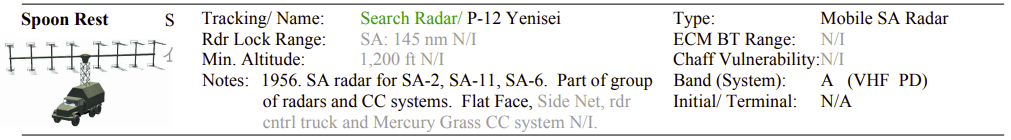 Spoon Rest S
Tracking/ Name: Search Radar/ P-12 Yenisei Type: Mobile SA Radar
Rdr Lock Range: SA: 145 nm N/I ECM BT Range: N/I
Min. Altitude: 1,200 ft N/I Chaff Vulnerability: N/I
Notes: 1956. SA radar for SA-2, SA-11, SA-6. Part of group Band (System): A (VHF PD)
of radars and CC systems. Flat Face, Side Net, rdr Initial/ Terminal: N/A
cntrl truck and Mercury Grass CC system N/I.